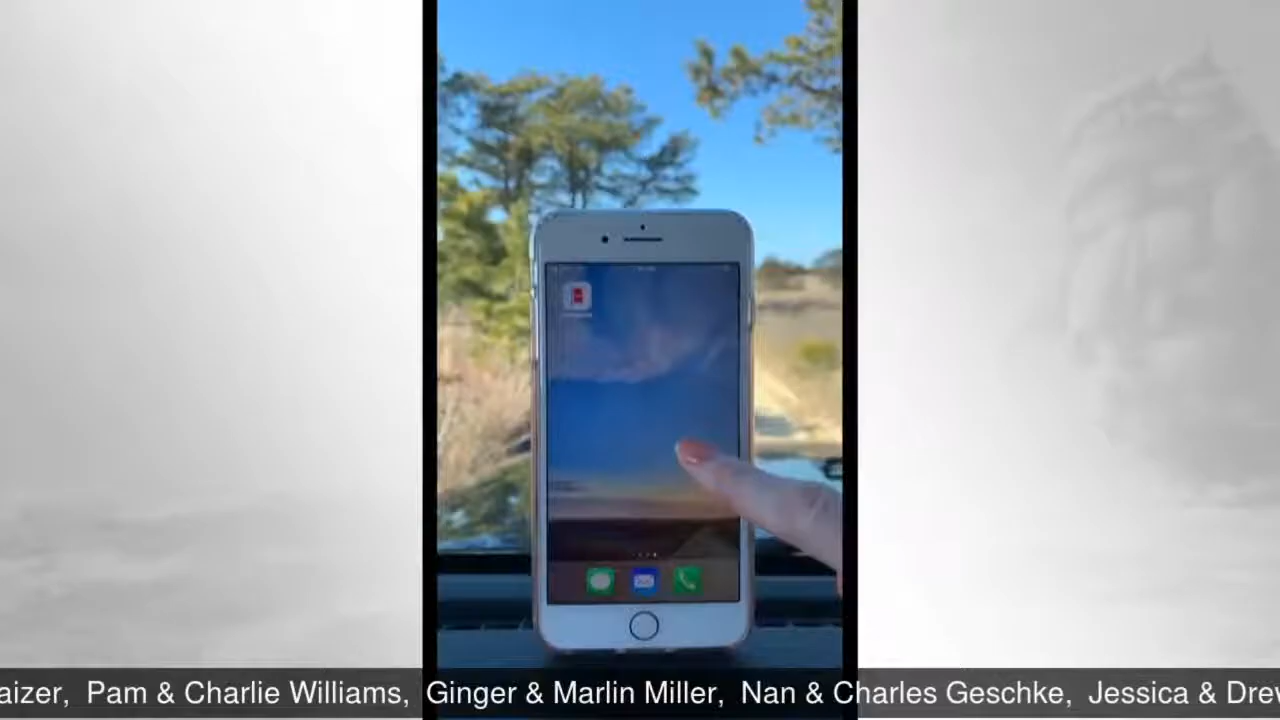 aizer, Pam & Charlie Williams, Ginger & Marlin Miller, Nan & Charles Geschke, Jessica & Drew